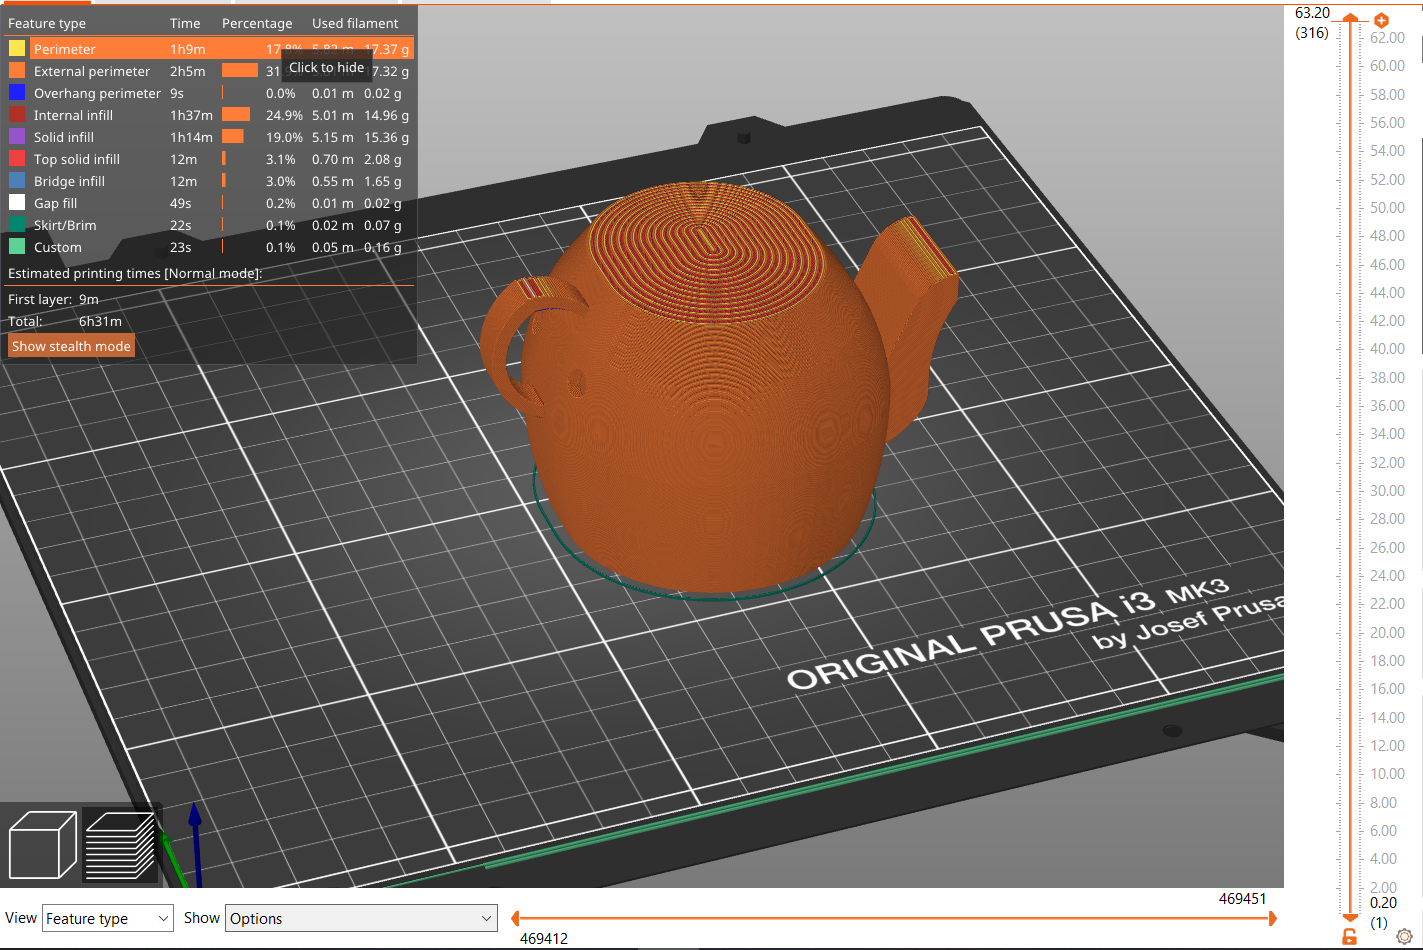 Feature type Time Percentage Used filament
Perimeter 1h9m 17.8% 5.82 m 17.37 g
External perimeter 2h5m 31. 7.32 g
Click to hide
Overhang perimeter 9s 0.0% 0.01 m 0.02 g
Internal infill 1h37m 24.9% 5.01 m 14.96 g
Solid infill 1h14m 19.0% 5.15 m 15.36 g
Top solid infill 12m 3.1% 0.70 m 2.08 g
Bridge infill 12m 3.0% 0.55 m 1.65 g
Gap fill 49s 0.2% 0.01 m 0.02 g
Skirt/Brim 22s 0.1% 0.02 m 0.07 g
Custom 23s 0.1% 0.05 m 0.16 g
Estimated printing times [Normal mode]:
First layer: 9m
Total: 6h31m
Show stealth mode
ORIGINAL PRUSA i3 MK3
by Josef Prusa
63.20
(316)
62.00
60.00
58.00
56.00
54.00
52.00
50.00
48.00
46.00
44.00
42.00
40.00
38.00
36.00
34.00
32.00
30.00
28.00
26.00
24.00
22.00
20.00
18.00
16.00
14.00
12.00
10.00
8.00
6.00
4.00
2.00
0.20
(1)
View Feature type Show Options
469451
469412